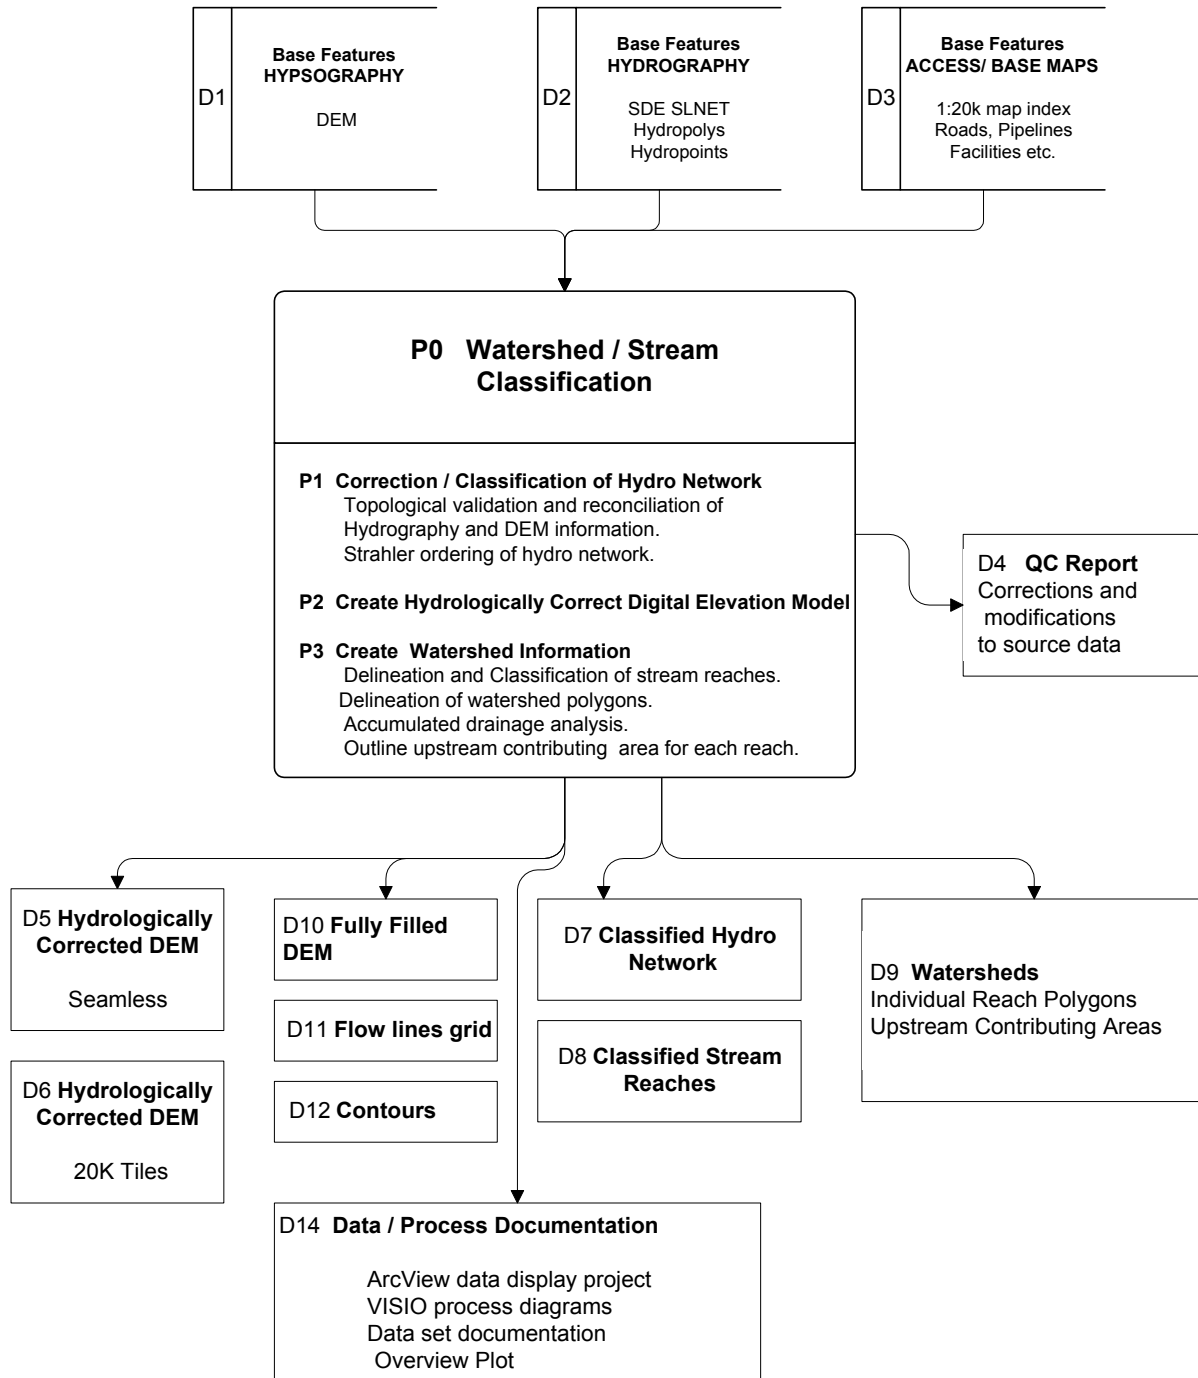 D1
Base Features
HYPSOGRAPHY
DEM
D2
Base Features
HYDROGRAPHY
SDE SLNET
Hydropolys
Hydropoints
D3
Base Features
ACCESS/ BASE MAPS
1:20k map index
Roads, Pipelines
Facilities etc.
P0 Watershed / Stream
Classification
P1 Correction / Classification of Hydro Network
Topological validation and reconciliation of
Hydrography and DEM information.
Strahler ordering of hydro network.
P2 Create Hydrologically Correct Digital Elevation Model
P3 Create Watershed Information
Delineation and Classification of stream reaches.
Delineation of watershed polygons.
Accumulated drainage analysis.
Outline upstream contributing area for each reach.
D4 QC Report
Corrections and
modifications
to source data
D5 Hydrologically
Corrected DEM
Seamless
D6 Hydrologically
Corrected DEM
20K Tiles
D10 Fully Filled
DEM
D11 Flow lines grid
D12 Contours
D7 Classified Hydro
Network
D8 Classified Stream
Reaches
D9 Watersheds
Individual Reach Polygons
Upstream Contributing Areas
D14 Data / Process Documentation
ArcView data display project
VISIO process diagrams
Data set documentation
Overview Plot